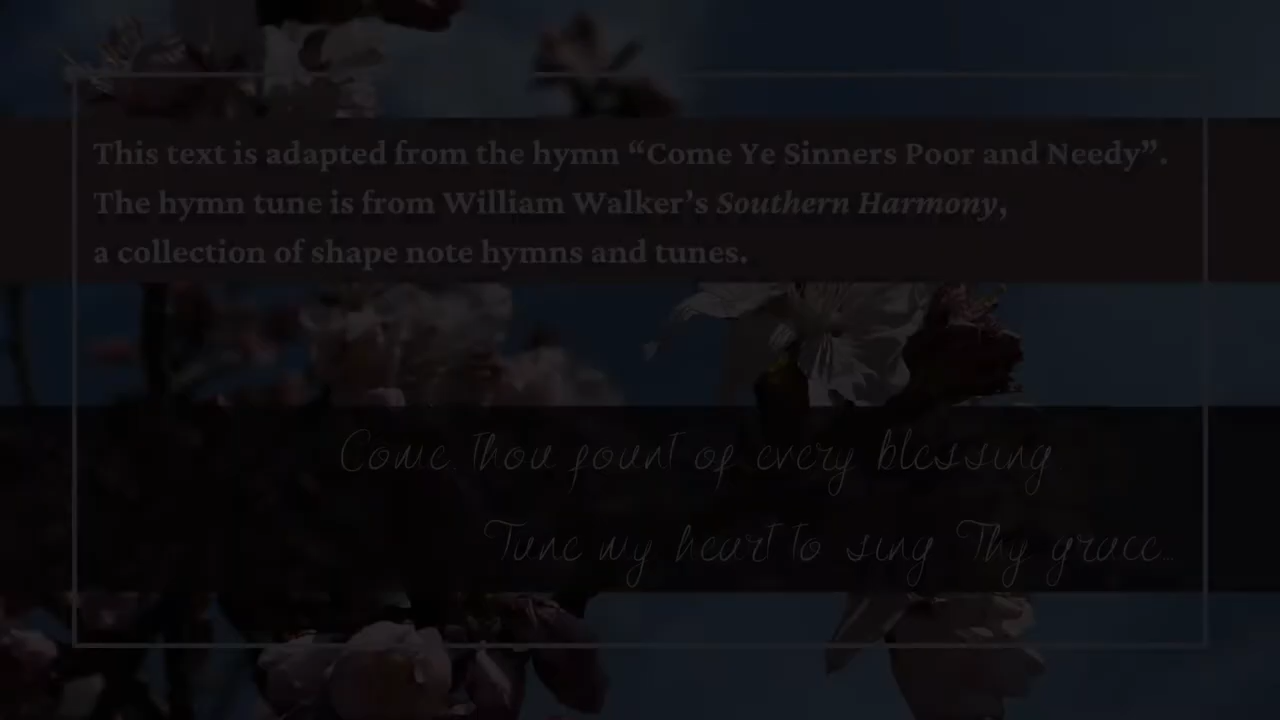 This text is adapted from the hymn “Come Ye Sinners Poor and Needy”.
The hymn tune is from William Walker’s Southern Harmony,
a collection of shape note hymns and tunes.
Come, Thou fount of every blessing,
Tune my heart to sing Thy grace...